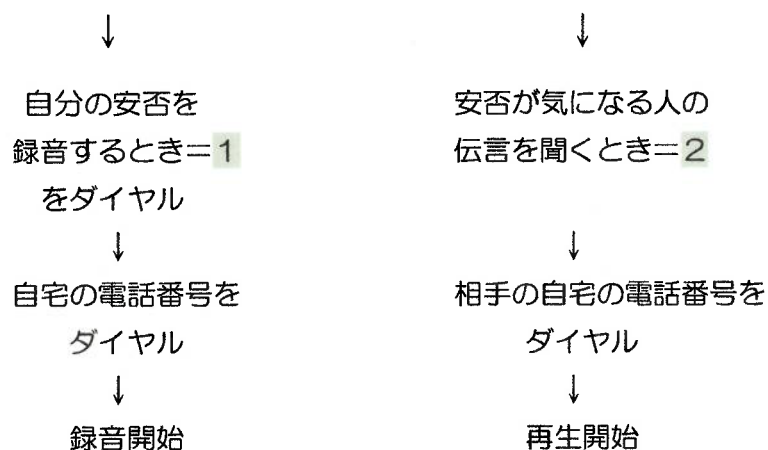 ↓
自分の安否を
録音するとき＝1
をダイヤル
↓
自宅の電話番号を
ダイヤル
↓
録音開始
↓
安否が気になる人の
伝言を聞くとき＝2
↓
相手の自宅の電話番号を
ダイヤル
↓
再生開始